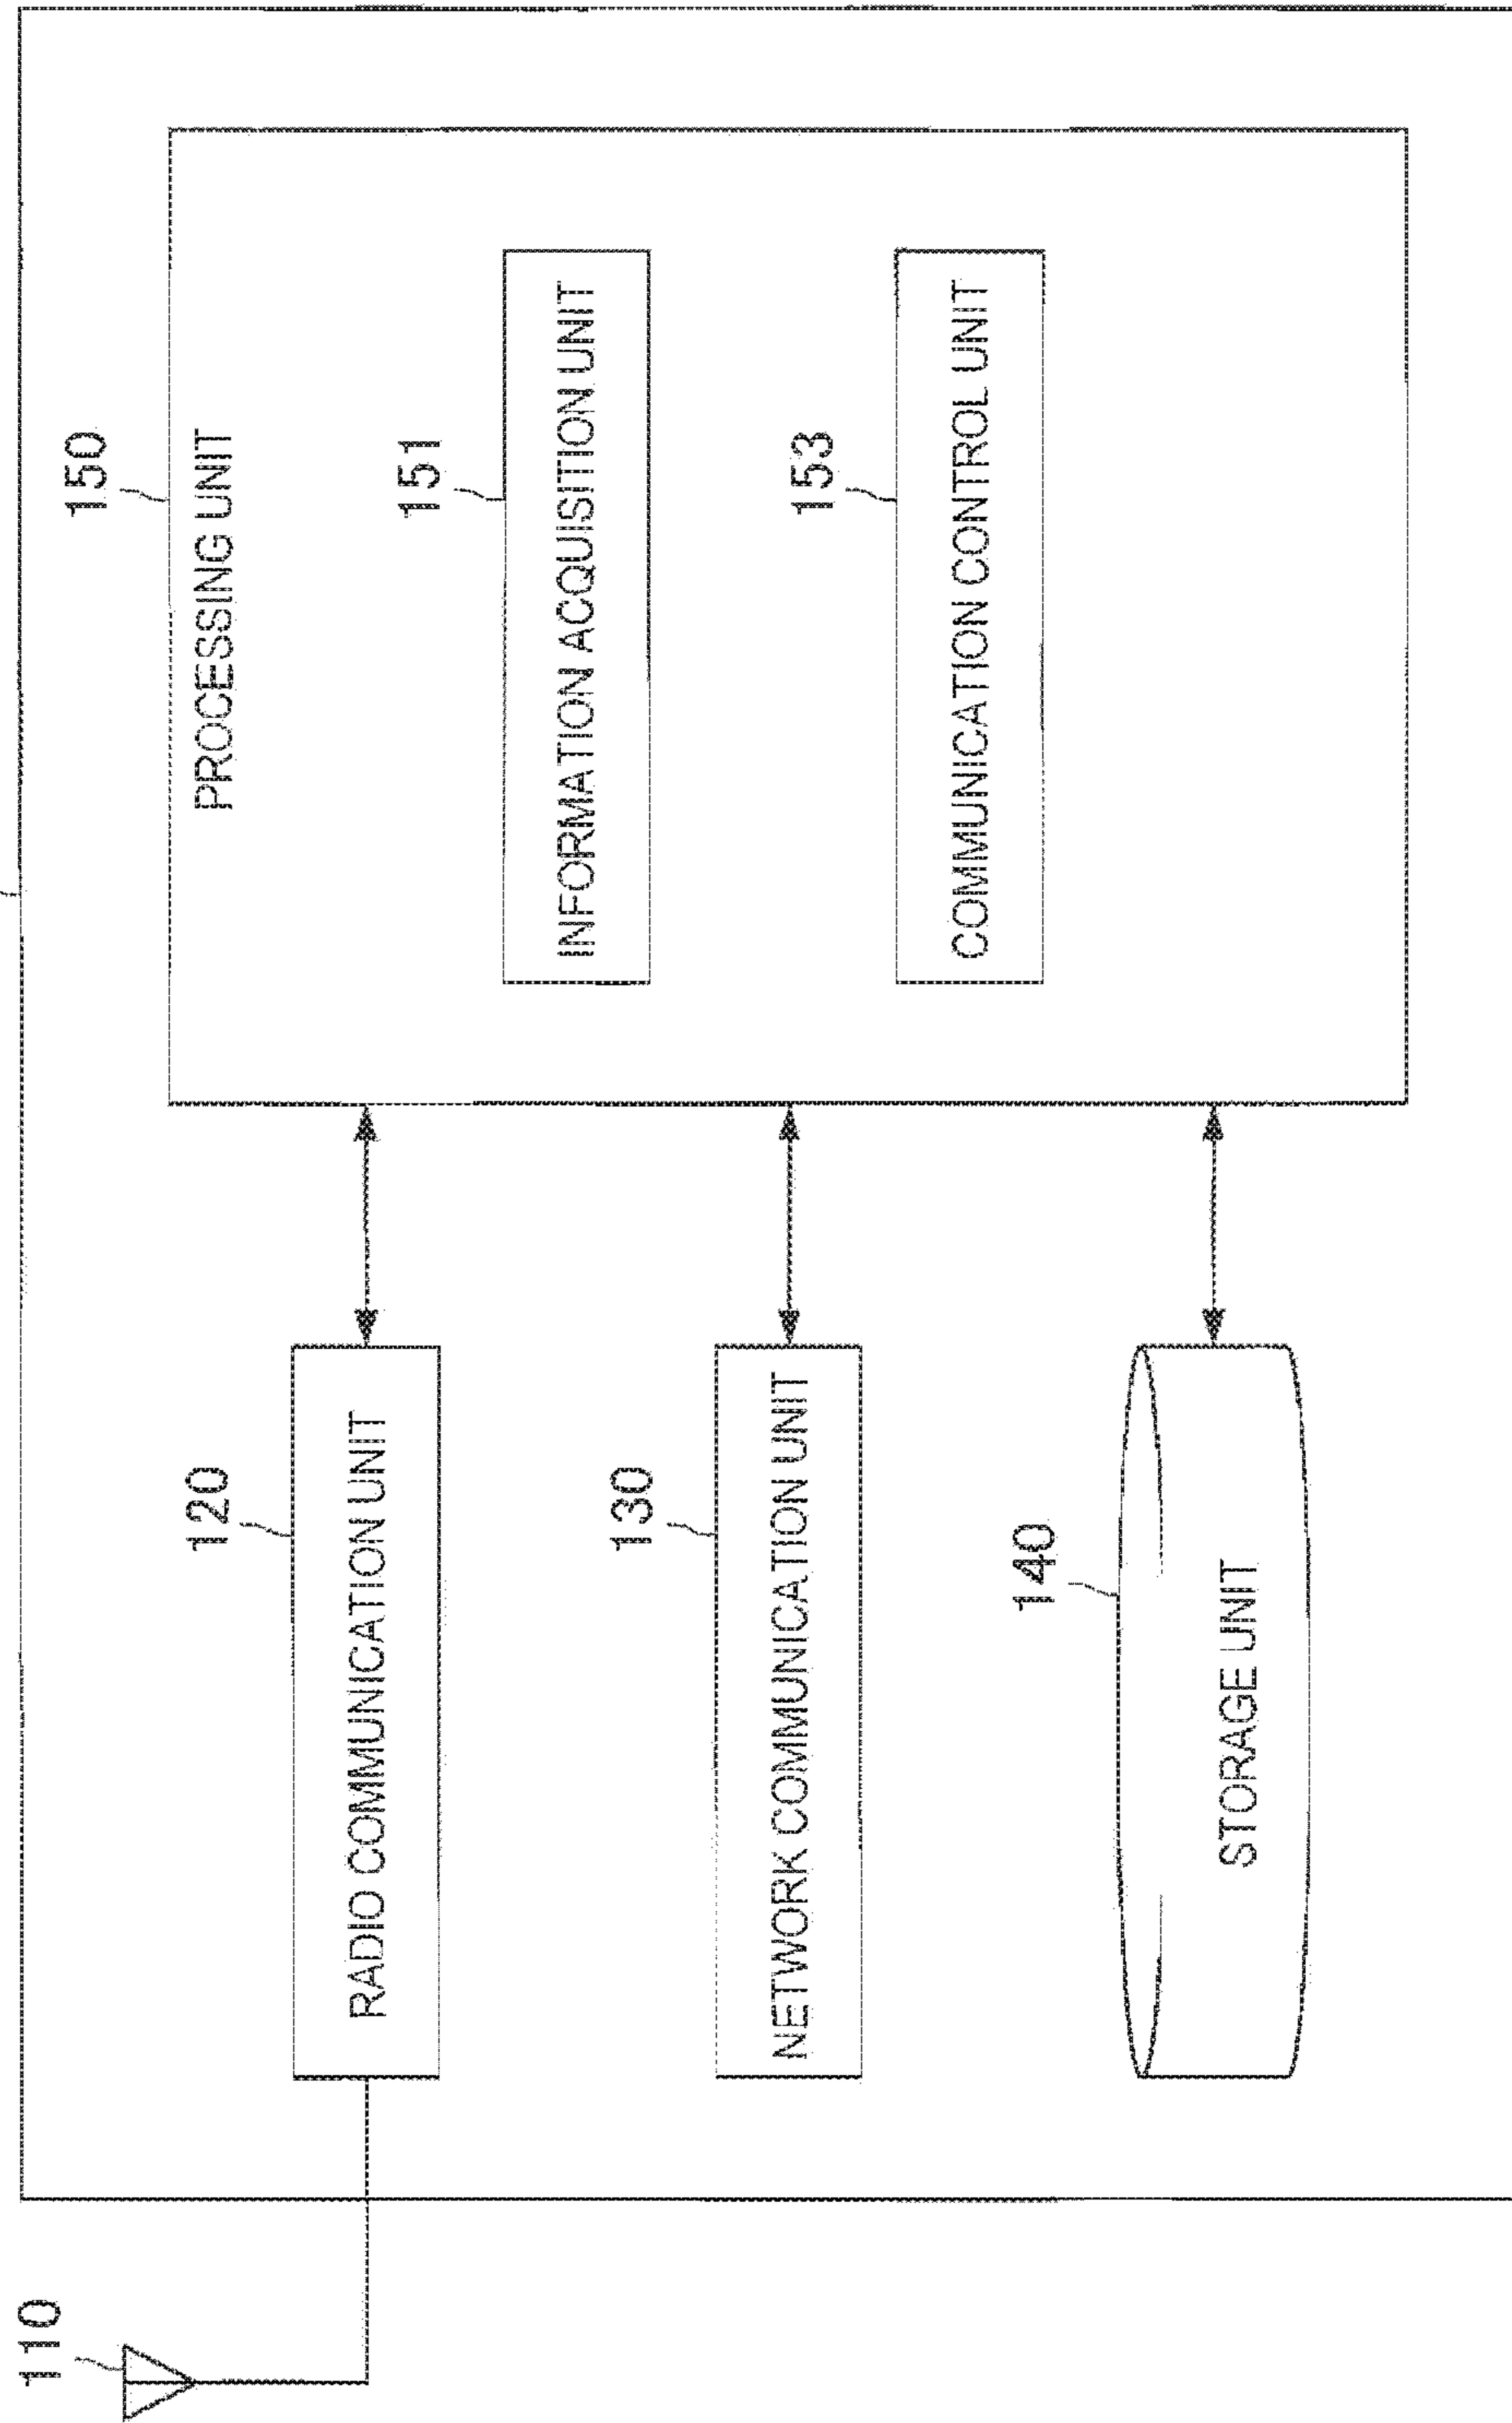 110
120
RADIO COMMUNICATION UNIT
130
NETWORK COMMUNICATION UNIT
140
STORAGE UNIT
150
PROCESSING UNIT
151
INFORMATION ACQUISITION UNIT
153
COMMUNICATION CONTROL UNIT